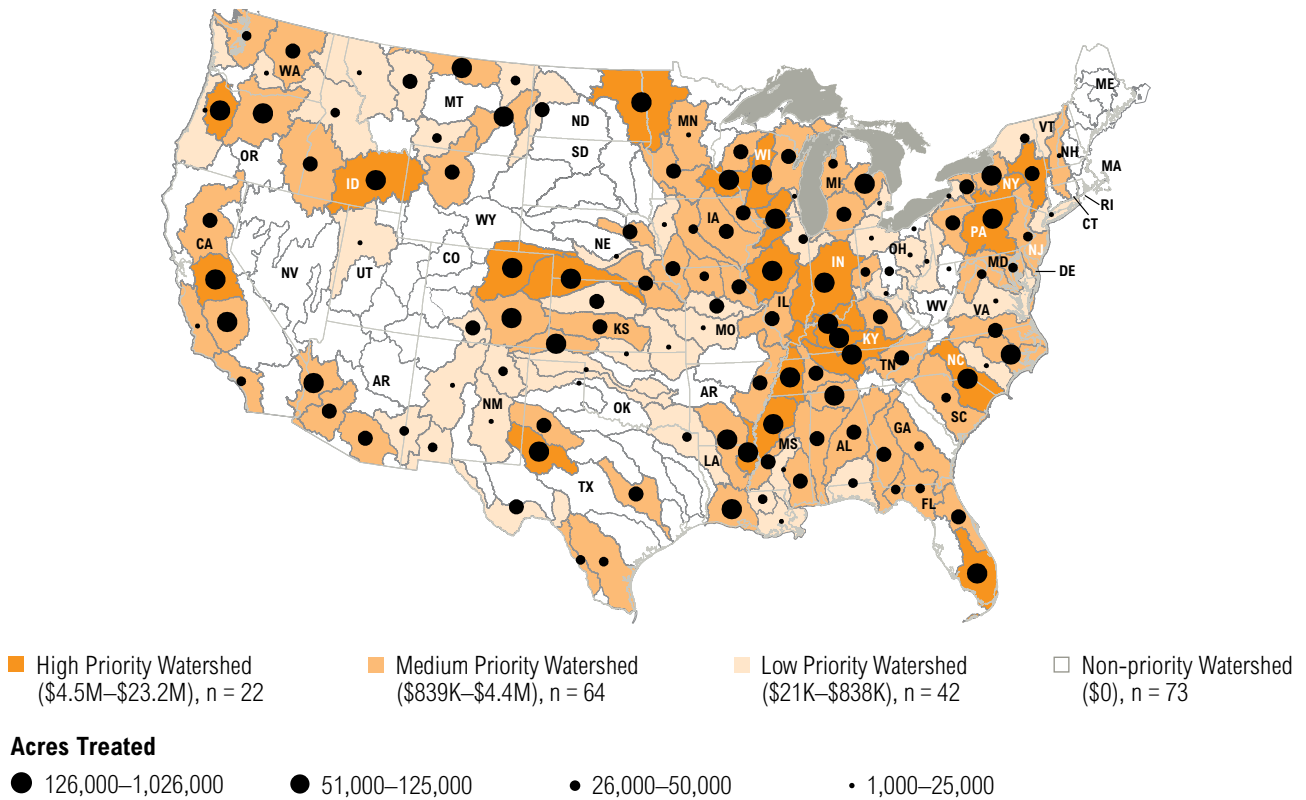 ME
WA
MT
ND
MN
VT
NH
OR
SD
WI
MA
ID
MI
NY
RI
CT
WY
IA
PA
CA
NE
OH
NJ
NV
UT
CO
IN
MD
DE
IL
WV
KS
MO
VA
KY
AR
NM
TN
NC
OK
AR
SC
MS
AL
GA
LA
TX
FL
High Priority Watershed
($4.5M–$23.2M), n = 22
Medium Priority Watershed
($839K–$4.4M), n = 64
Low Priority Watershed
($21K–$838K), n = 42
Non-priority Watershed
($0), n = 73
Acres Treated
126,000–1,026,000
51,000–125,000
26,000–50,000
1,000–25,000